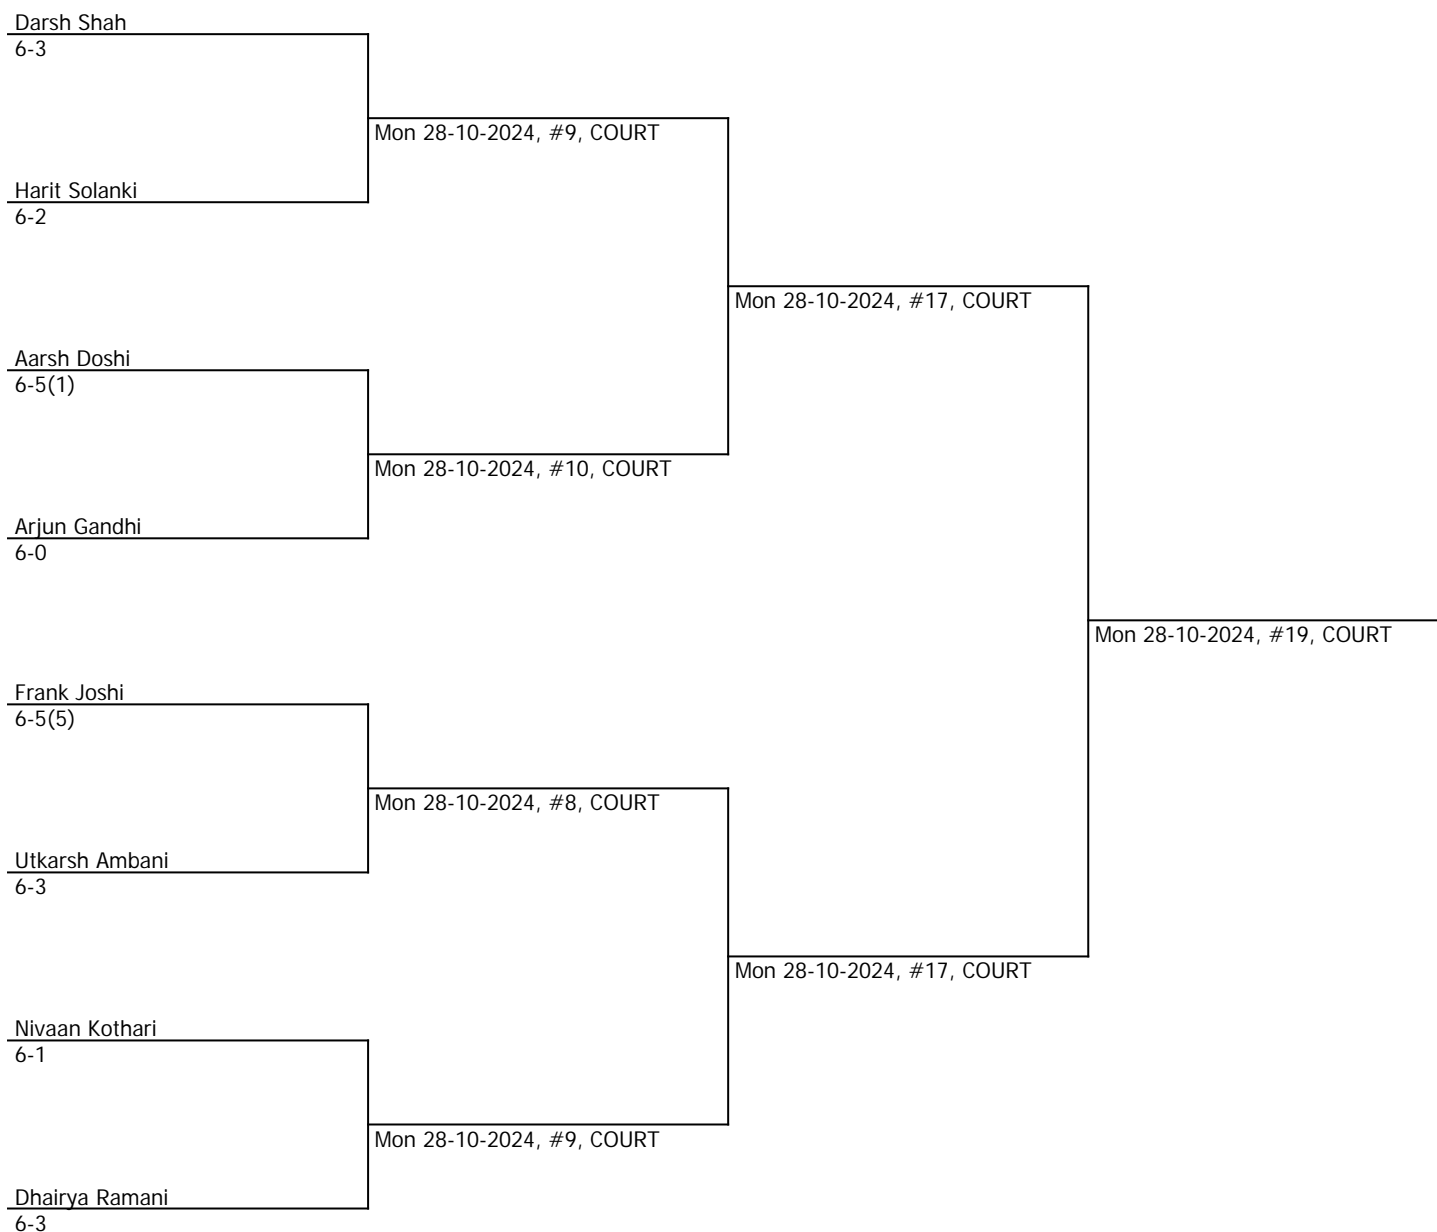 Darsh Shah
6-3
Mon 28-10-2024, #9, COURT
Harit Solanki
6-2
Mon 28-10-2024, #17, COURT
Aarsh Doshi
6-5(1)
Mon 28-10-2024, #10, COURT
Arjun Gandhi
6-0
Mon 28-10-2024, #19, COURT
Frank Joshi
6-5(5)
Mon 28-10-2024, #8, COURT
Utkarsh Ambani
6-3
Mon 28-10-2024, #17, COURT
Nivaan Kothari
6-1
Mon 28-10-2024, #9, COURT
Dhairya Ramani
6-3